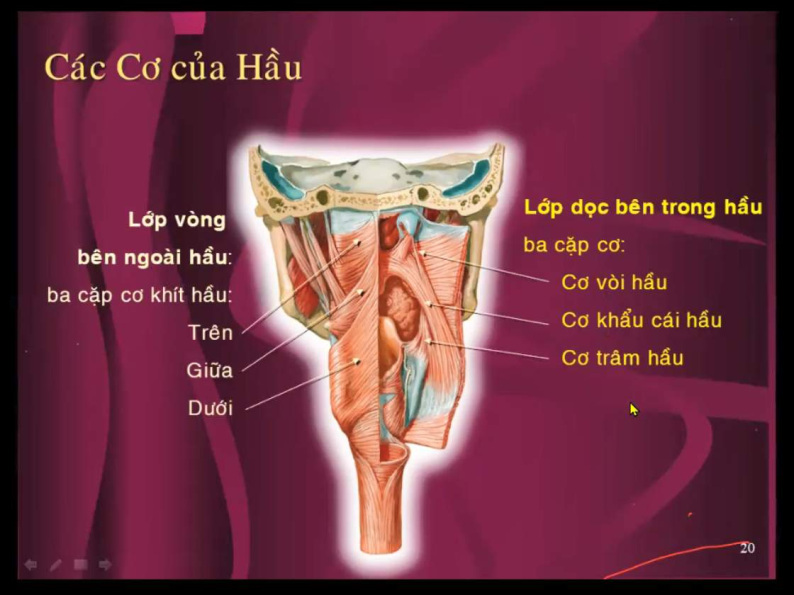 Các Cơ của Hầu
Lớp vòng
bên ngoài hầu:
ba cặp cơ khít hầu:
Trên
Giữa
Dưới
Lớp dọc bên trong hầu
ba cặp cơ:
Cơ vòi hầu
Cơ khẩu cái hầu
Cơ trâm hầu
20